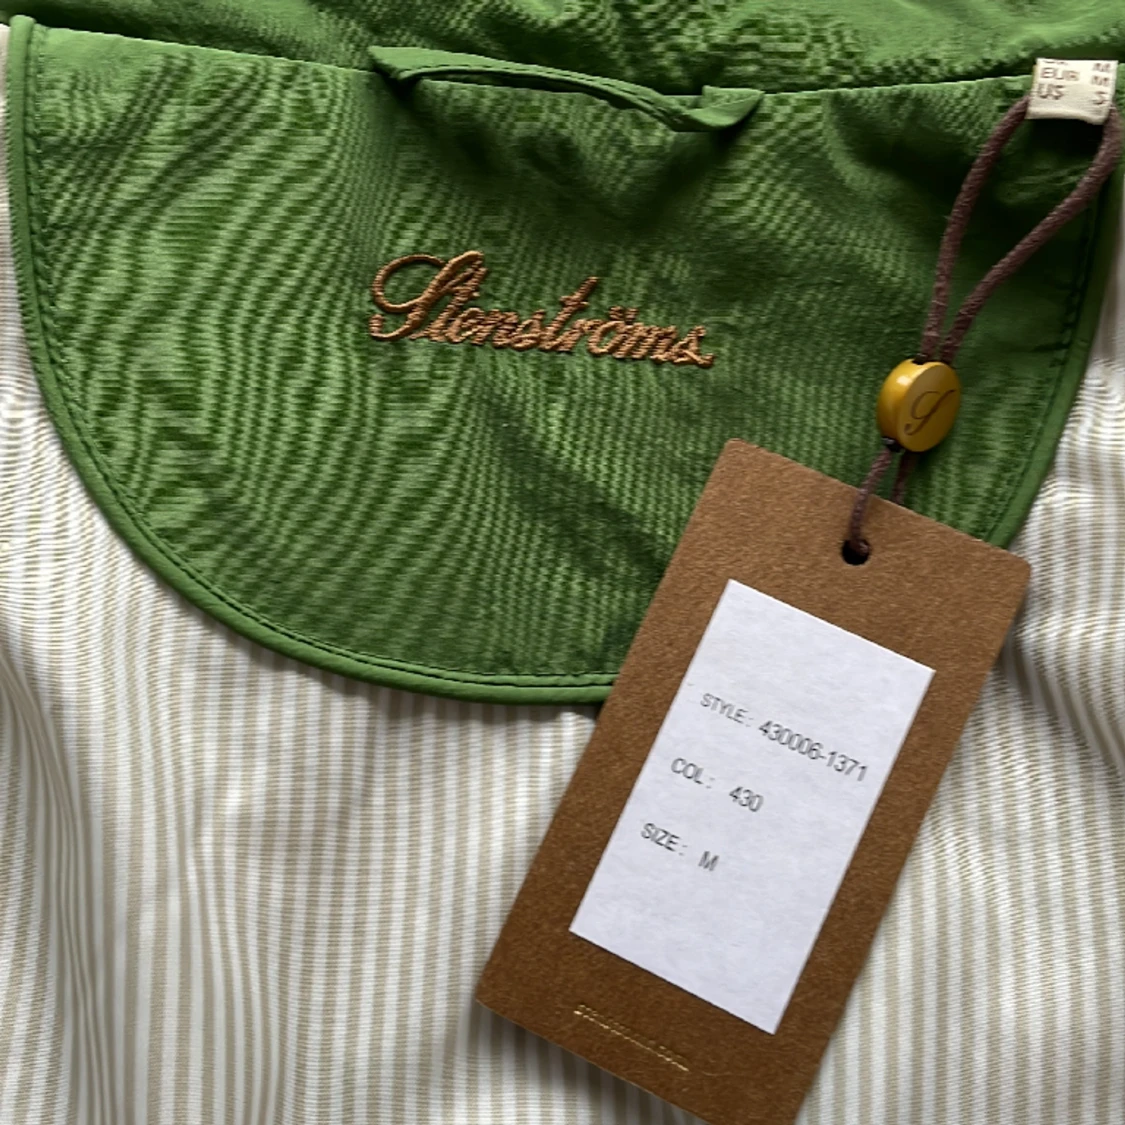 EUR M
US S
Stenströms
S
STYLE: 430006-1371
COL: 430
SIZE: M